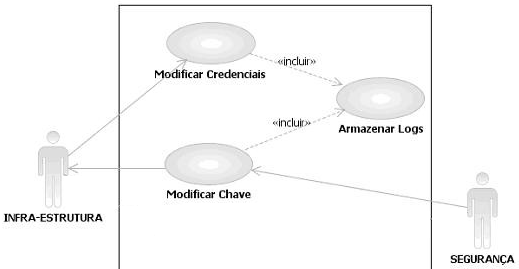 «incluir»
Modificar Credenciais
«incluir»
Armazenar Logs
Modificar Chave
INFRA-ESTRUTURA
SEGURANÇA